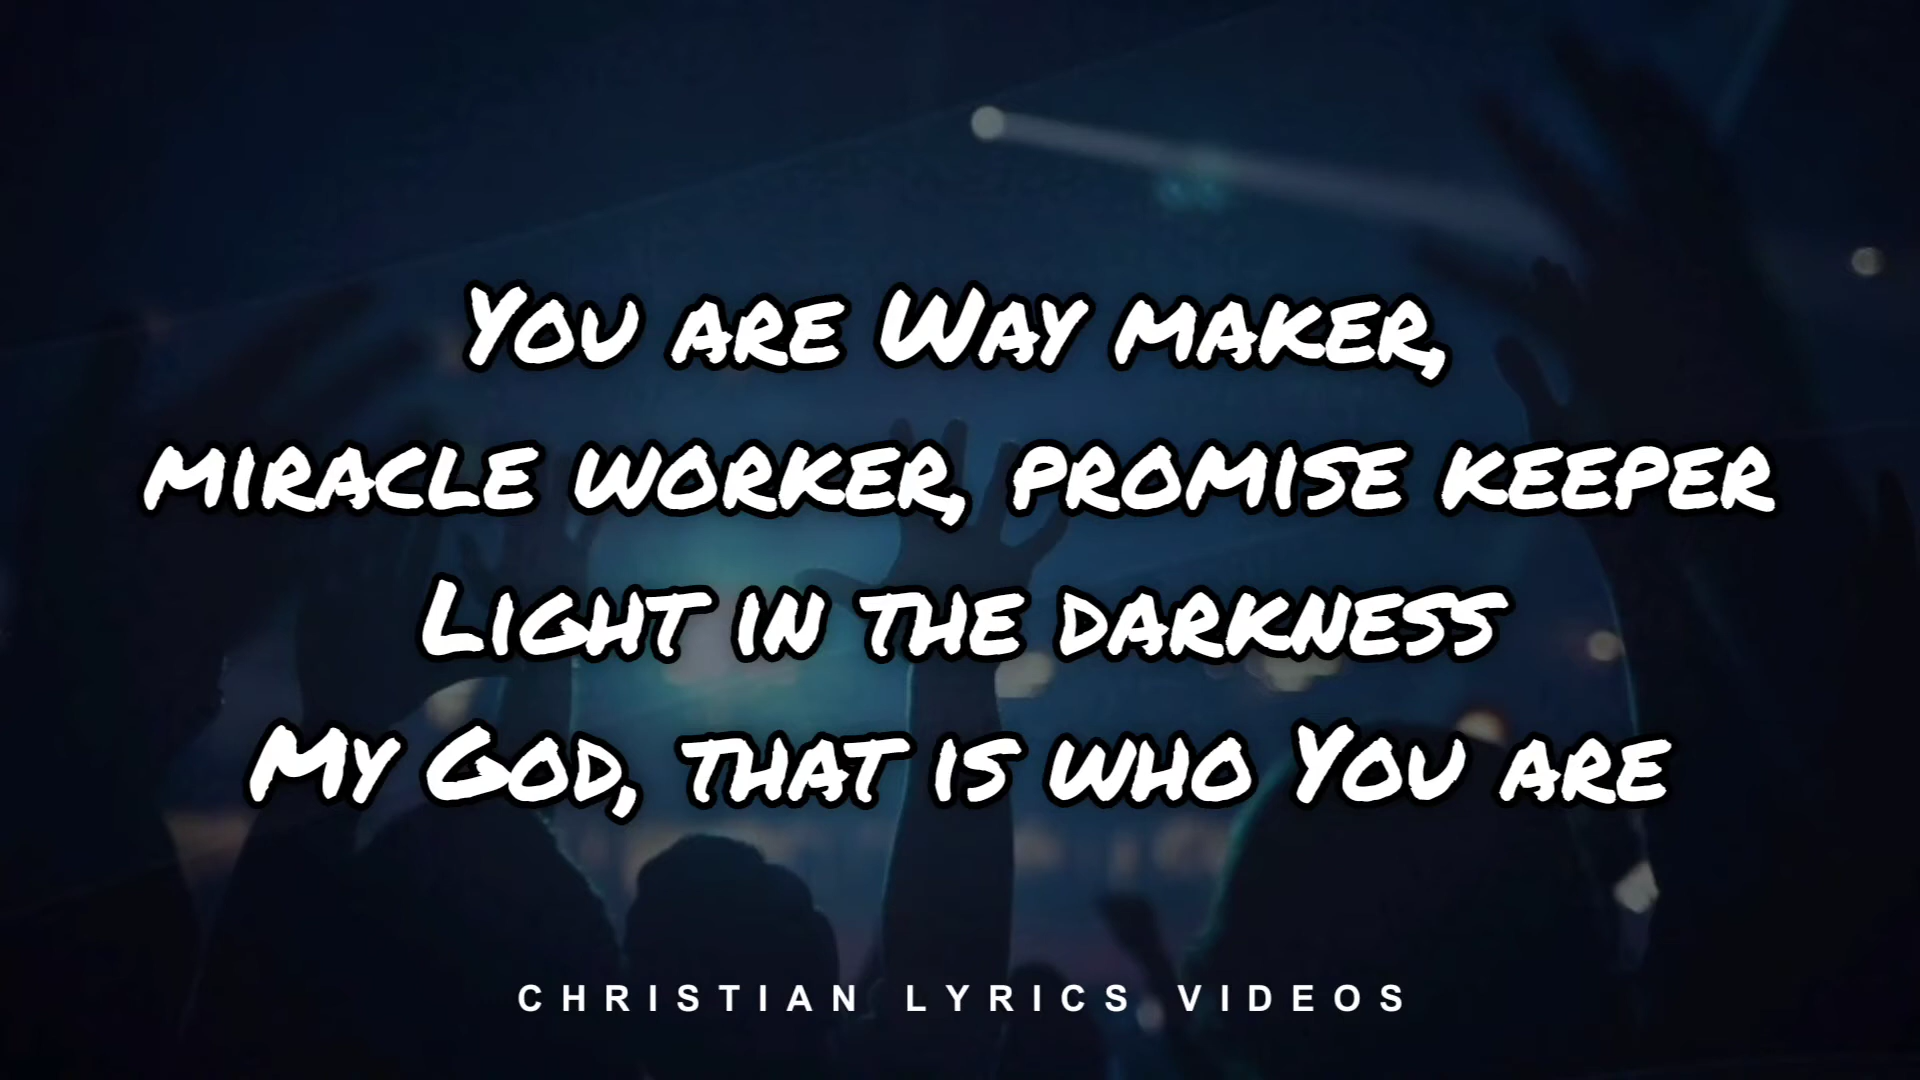 You are Way maker,
miracle worker, promise keeper
Light in the darkness
My God, that is who You are
CHRISTIAN LYRICS VIDEOS